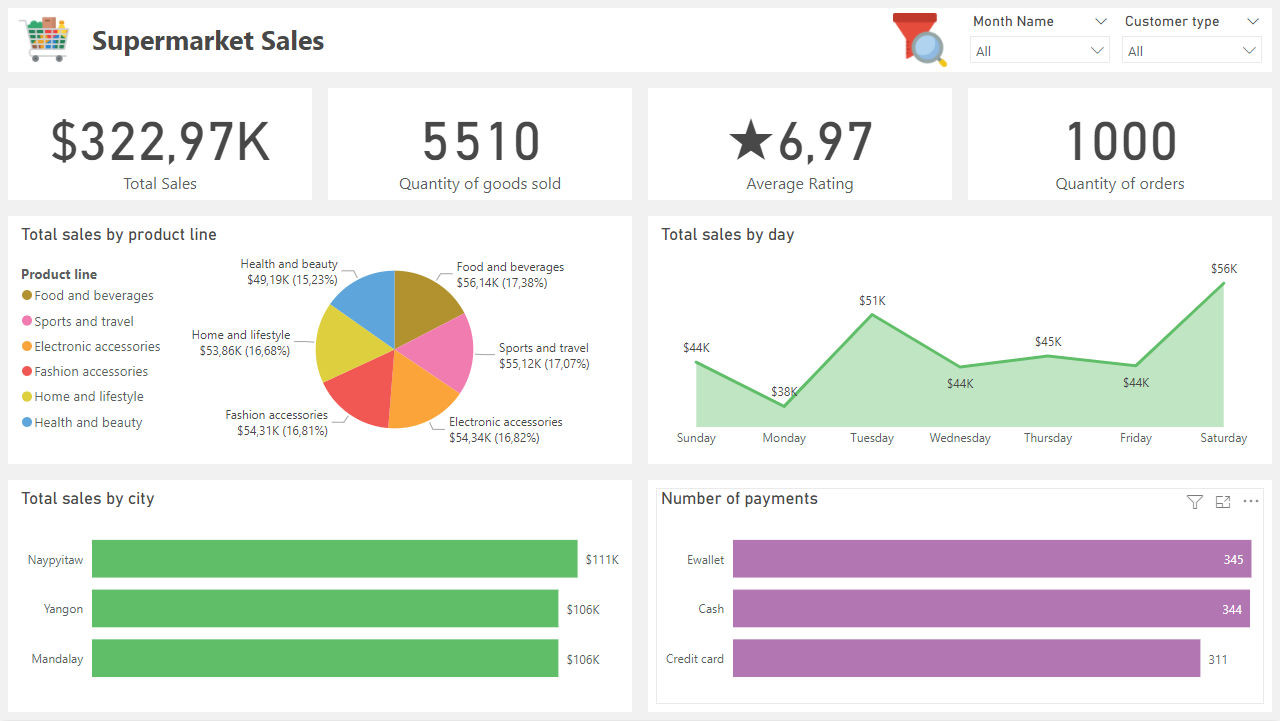 Supermarket Sales
Month Name
All
Customer type
All
$322,97K
Total Sales
5510
Quantity of goods sold
★6,97
Average Rating
1000
Quantity of orders
Total sales by product line
Product line
Food and beverages
Sports and travel
Electronic accessories
Fashion accessories
Home and lifestyle
Health and beauty
Health and beauty
$49,19K (15,23%)
Food and beverages
$56,14K (17,38%)
Home and lifestyle
$53,86K (16,68%)
Sports and travel
$55,12K (17,07%)
Fashion accessories
$54,31K (16,81%)
Electronic accessories
$54,34K (16,82%)
Total sales by day
$44K
$38K
$51K
$44K
$45K
$44K
$56K
Sunday
Monday
Tuesday
Wednesday
Thursday
Friday
Saturday
Total sales by city
Naypyitaw
$111K
Yangon
$106K
Mandalay
$106K
Number of payments
Ewallet
345
Cash
344
Credit card
311